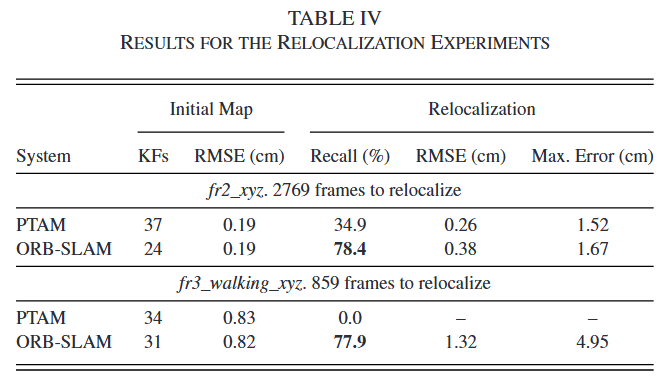 TABLE IV
RESULTS FOR THE RELOCALIZATION EXPERIMENTS
Initial Map Relocalization
System KFs RMSE (cm) Recall (%) RMSE (cm) Max. Error (cm)
fr2_xyz. 2769 frames to relocalize
PTAM 37 0.19 34.9 0.26 1.52
ORB-SLAM 24 0.19 78.4 0.38 1.67
fr3_walking_xyz. 859 frames to relocalize
PTAM 34 0.83 0.0 – –
ORB-SLAM 31 0.82 77.9 1.32 4.95